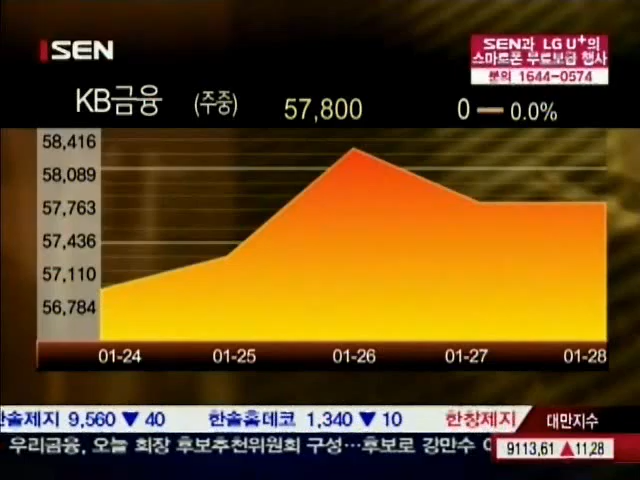 SEN
SEN과 LG U+의
스마트폰 무료보급 행사
문의 1644-0574
KB금융 (주중) 57,800 0 0.0%
58,416
58,089
57,763
57,436
57,110
56,784
01-24 01-25 01-26 01-27 01-28
한솔제지 9,560 ▼ 40 한솔홈데코 1,340 ▼ 10 한창제지
대만지수
우리금융, 오늘 회장 후보추천위원회 구성…후보로 강만수
9113,61 ▲11,28